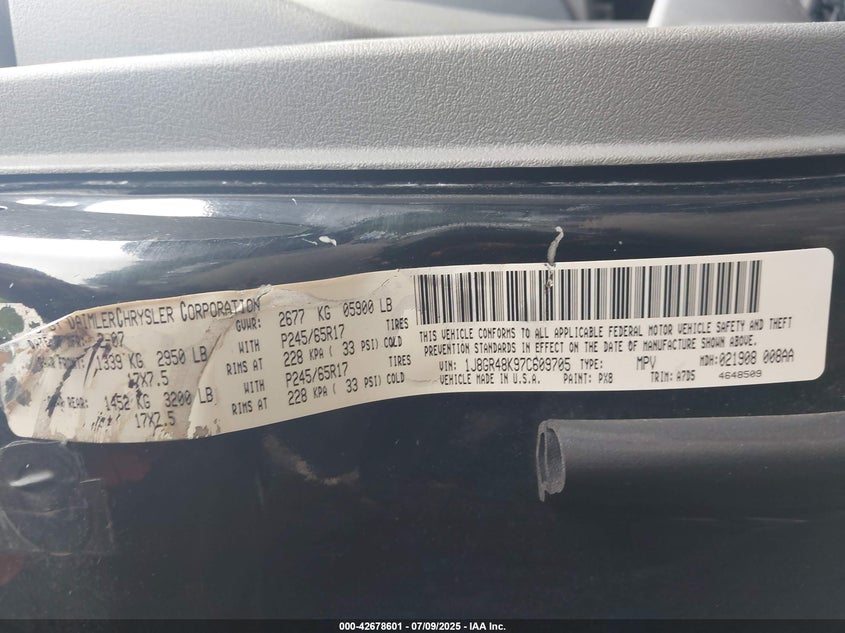 DAIMLERCHRYSLER CORPORATION
2-07
GVWR: 2677 KG 05900 LB
FRONT: 1339 KG 2950 LB WITH P245/65R17 TIRES
17X7.5 RIMS AT 228 KPA ( 33 PSI) COLD
REAR: 1452 KG 3200 LB WITH P245/65R17 TIRES
17X7.5 RIMS AT 228 KPA ( 33 PSI) COLD
THIS VEHICLE CONFORMS TO ALL APPLICABLE FEDERAL MOTOR VEHICLE SAFETY AND THEFT
PREVENTION STANDARDS IN EFFECT ON THE DATE OF MANUFACTURE SHOWN ABOVE.
VIN: 1J8GR48K97C609705 TYPE: MPV MDH: 021908 008AA
VEHICLE MADE IN U.S.A. PAINT: PX8 TRIM: A7D5 4648509
000-42678601 / 07/09/2025 - IAA Inc.